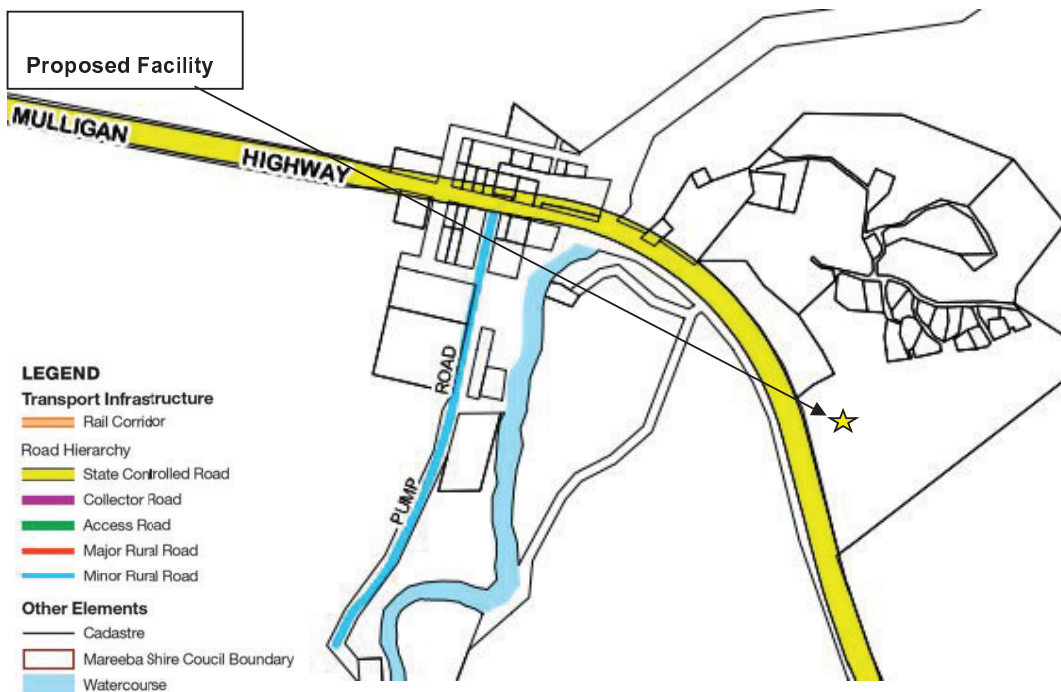 Proposed Facility
MULLIGAN
HIGHWAY
ROAD
PUMP
LEGEND
Transport Infrastructure
Rail Corridor
Road Hierarchy
State Controlled Road
Collector Road
Access Road
Major Rural Road
Minor Rural Road
Other Elements
Cadastre
Mareeba Shire Coucil Boundary
Watercourse